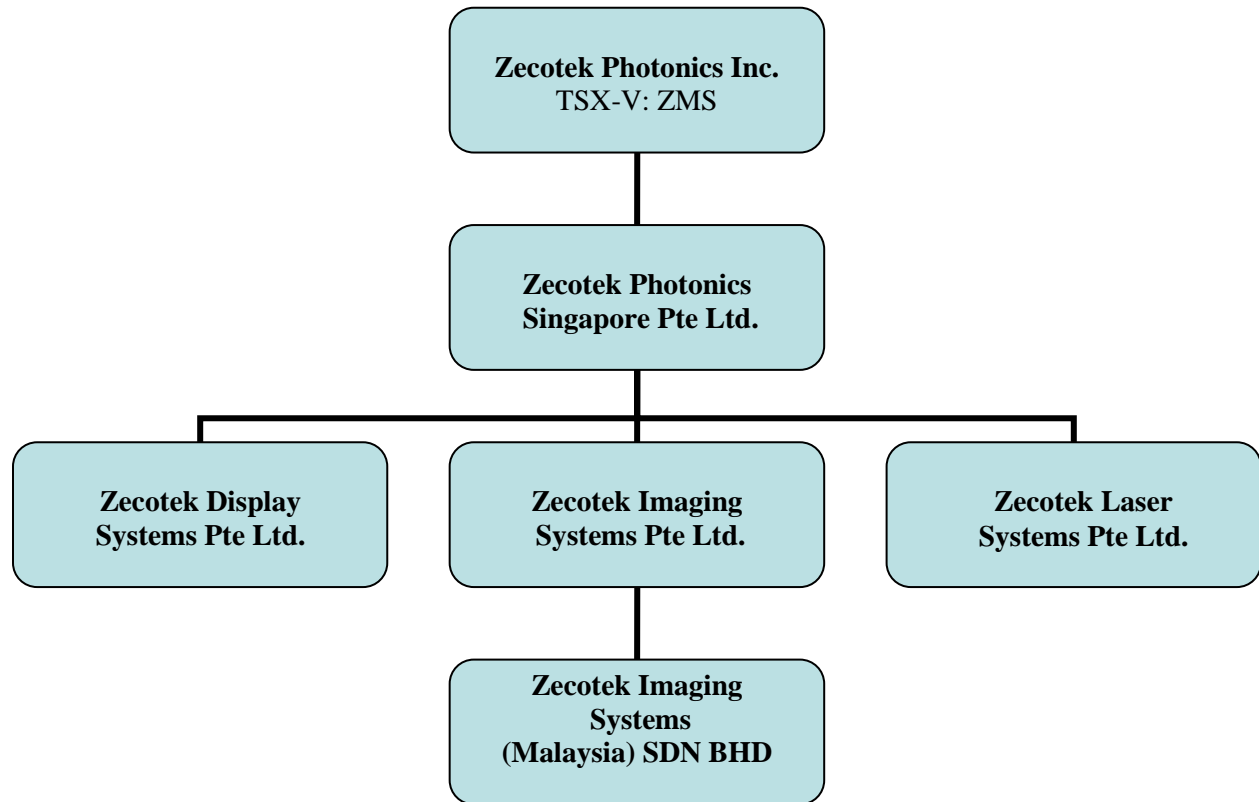 Zecotek Photonics Inc.
TSX-V: ZMS
Zecotek Photonics
Singapore Pte Ltd.
Zecotek Display
Systems Pte Ltd.
Zecotek Imaging
Systems Pte Ltd.
Zecotek Laser
Systems Pte Ltd.
Zecotek Imaging
Systems
(Malaysia) SDN BHD